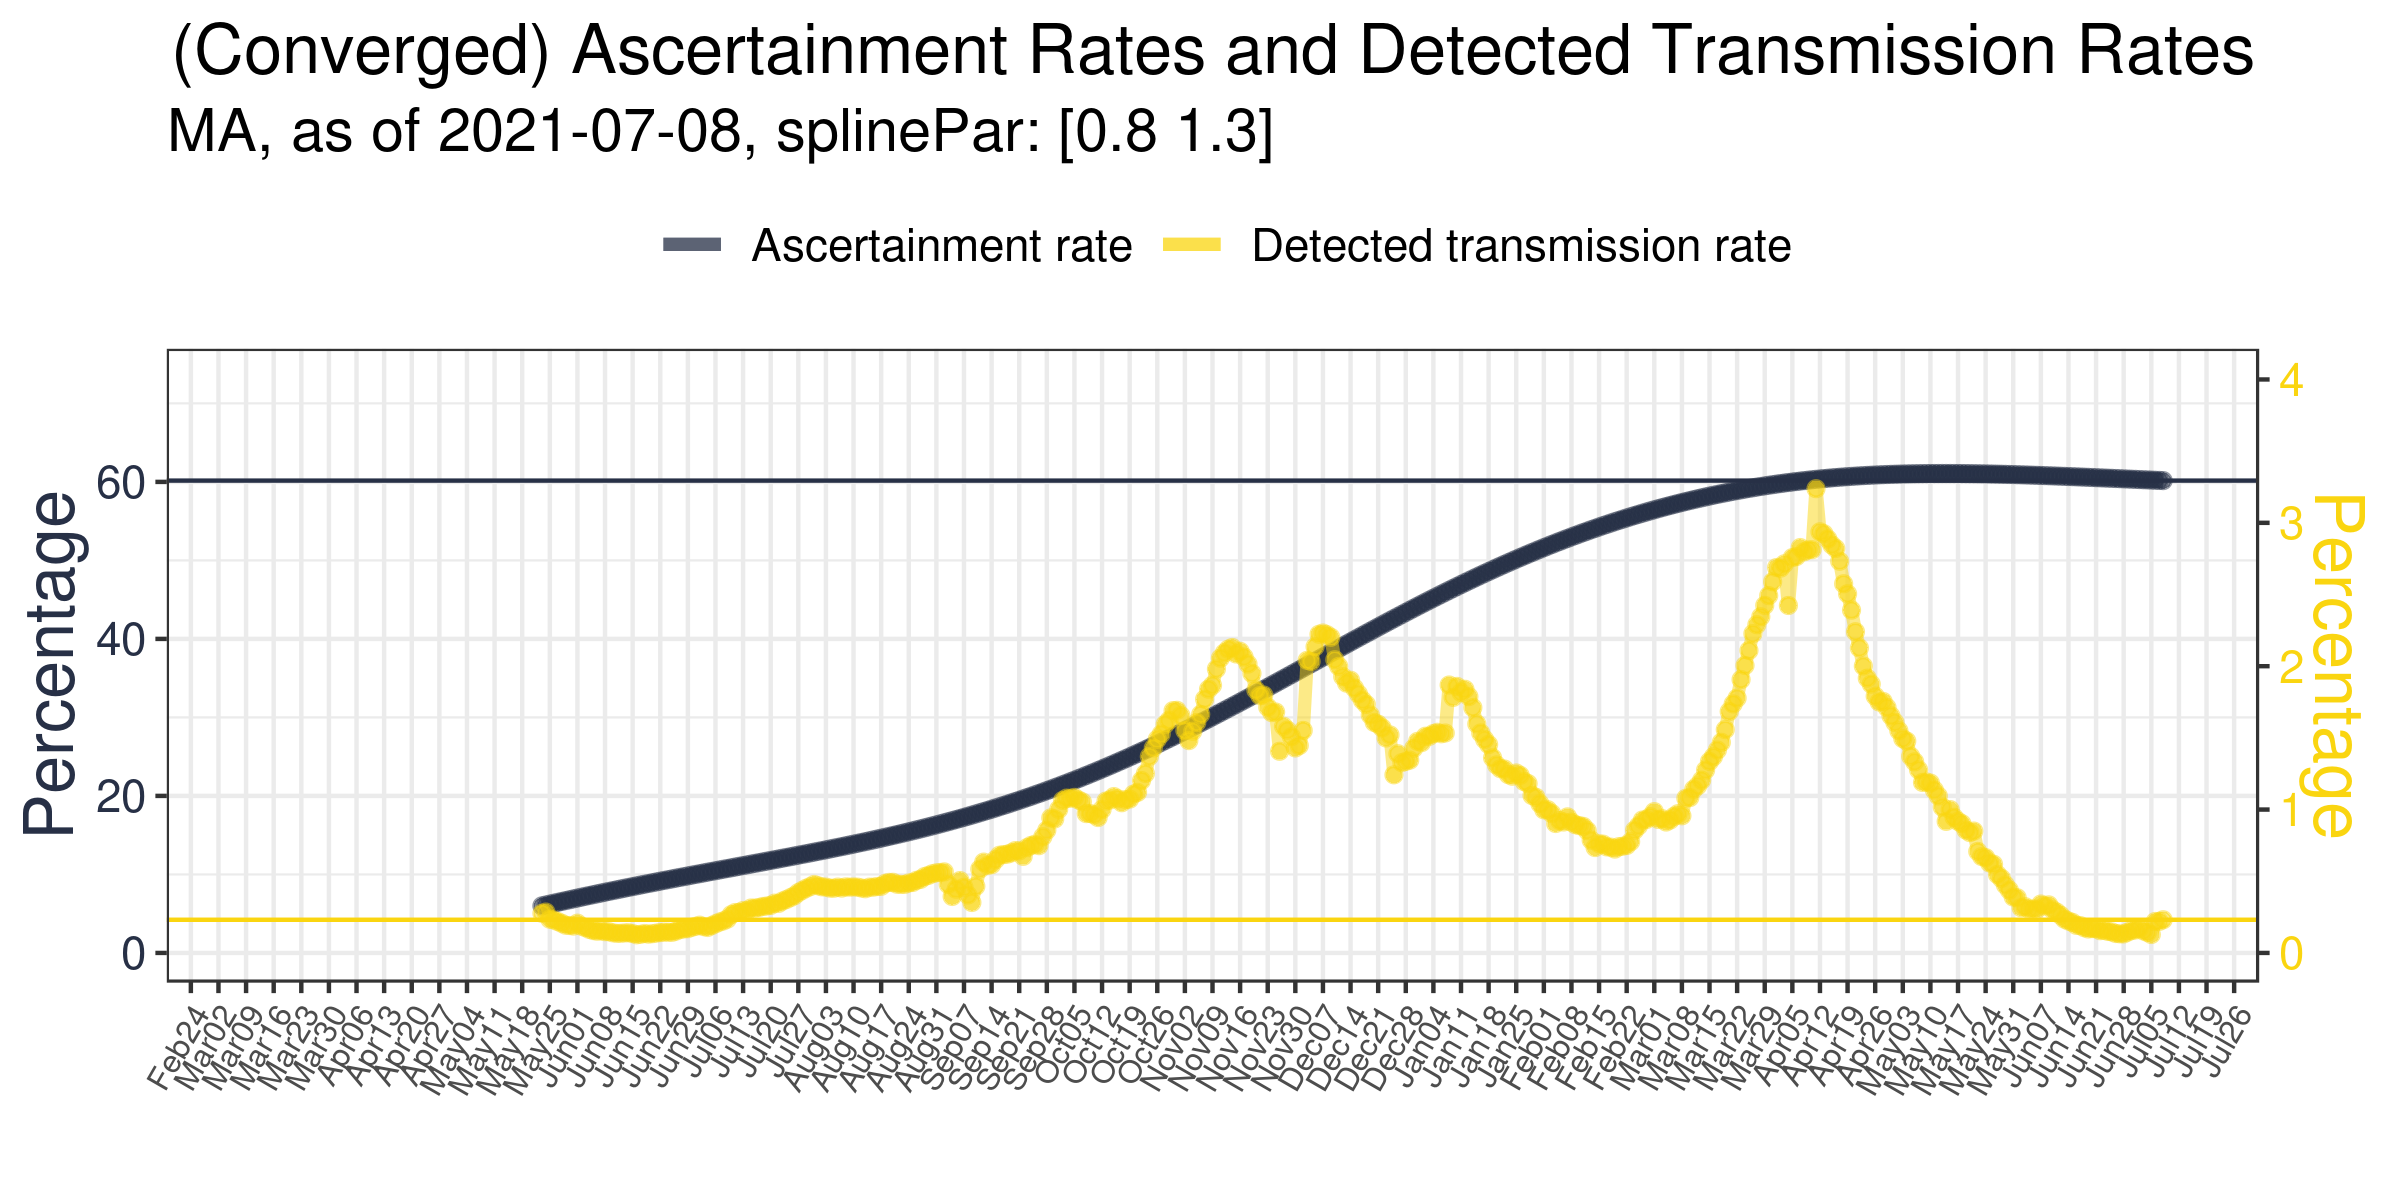 (Converged) Ascertainment Rates and Detected Transmission Rates
MA, as of 2021-07-08, splinePar: [0.8 1.3]
Ascertainment rate
Detected transmission rate
Percentage
60
40
20
0
4
3
2
1
0
Percentage
Feb24
Mar02
Mar09
Mar16
Mar23
Mar30
Apr06
Apr13
Apr20
Apr27
May04
May11
May18
May25
Jun01
Jun08
Jun15
Jun22
Jun29
Jul06
Jul13
Jul20
Jul27
Aug03
Aug10
Aug17
Aug24
Aug31
Sep07
Sep14
Sep21
Sep28
Oct05
Oct12
Oct19
Oct26
Nov02
Nov09
Nov16
Nov23
Nov30
Dec07
Dec14
Dec21
Dec28
Jan04
Jan11
Jan18
Jan25
Feb01
Feb08
Feb15
Feb22
Mar01
Mar08
Mar15
Mar22
Mar29
Apr05
Apr12
Apr19
Apr26
May03
May10
May17
May24
May31
Jun07
Jun14
Jun21
Jun28
Jul05
Jul12
Jul19
Jul26